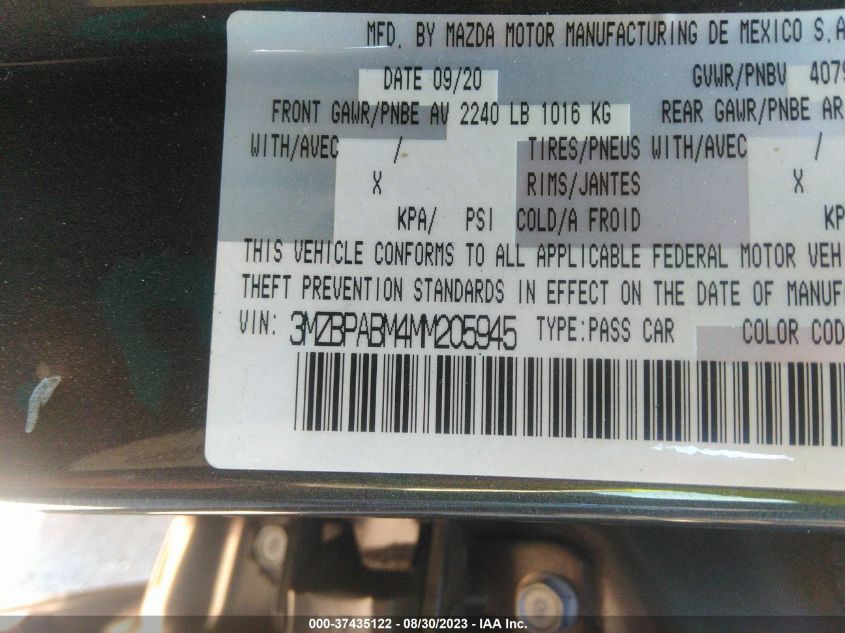 MFD. BY MAZDA MOTOR MANUFACTURING DE MEXICO S.A
DATE 09/20 GVWR/PNBV 4079
FRONT GAWR/PNBE AV 2240 LB 1016 KG REAR GAWR/PNBE AR
WITH/AVEC / TIRES/PNEUS WITH/AVEC /
X RIMS/JANTES X
KPA/ PSI COLD/A FROID KP
THIS VEHICLE CONFORMS TO ALL APPLICABLE FEDERAL MOTOR VEH
THEFT PREVENTION STANDARDS IN EFFECT ON THE DATE OF MANUF
VIN: 3MZBPABM4MM205945 TYPE:PASS CAR COLOR COD
000-37435122 - 08/30/2023 - IAA Inc.